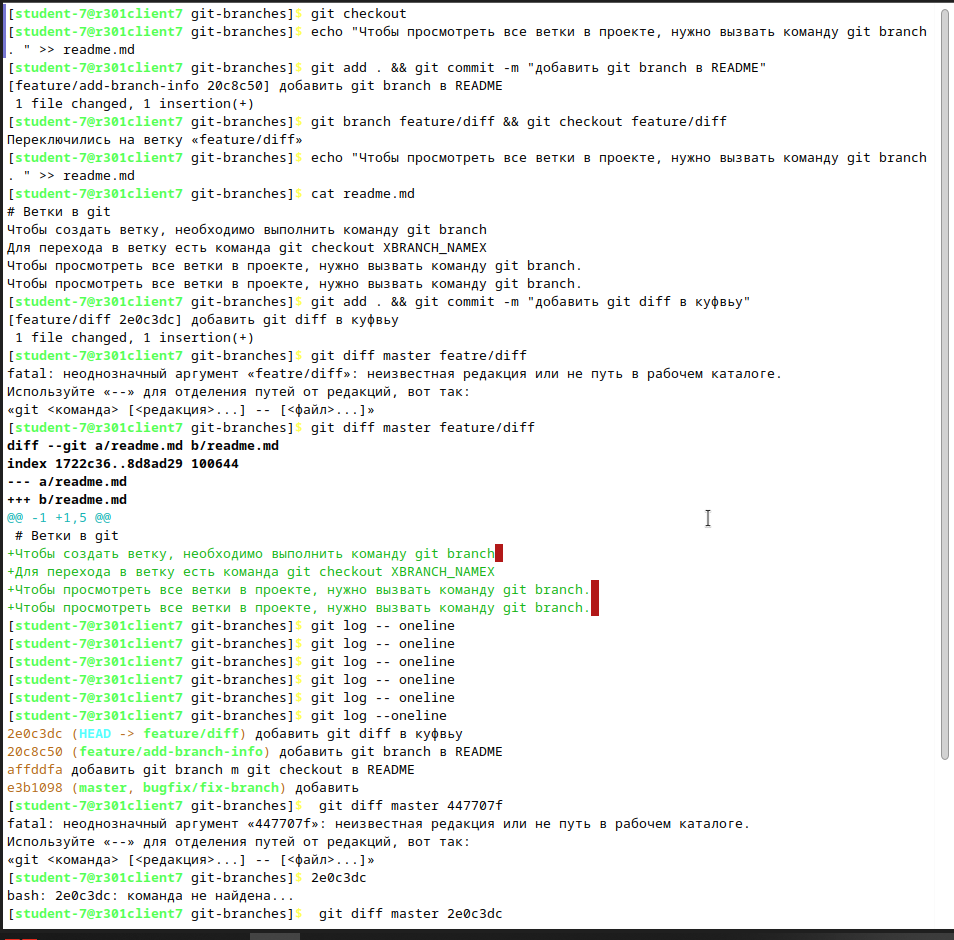 [student-7@r301client7 git-branches]$ git checkout
[student-7@r301client7 git-branches]$ echo "Чтобы просмотреть все ветки в проекте, нужно вызвать команду git branch
. " >> readme.md
[student-7@r301client7 git-branches]$ git add . && git commit -m "добавить git branch в README"
[feature/add-branch-info 20c8c50] добавить git branch в README
 1 file changed, 1 insertion(+)
[student-7@r301client7 git-branches]$ git branch feature/diff && git checkout feature/diff
Переключились на ветку «feature/diff»
[student-7@r301client7 git-branches]$ echo "Чтобы просмотреть все ветки в проекте, нужно вызвать команду git branch
. " >> readme.md
[student-7@r301client7 git-branches]$ cat readme.md
# Ветки в git
Чтобы создать ветку, необходимо выполнить команду git branch
Для перехода в ветку есть команда git checkout XBRANCH_NAMEX
Чтобы просмотреть все ветки в проекте, нужно вызвать команду git branch.
Чтобы просмотреть все ветки в проекте, нужно вызвать команду git branch.
[student-7@r301client7 git-branches]$ git add . && git commit -m "добавить git diff в куфвьу"
[feature/diff 2e0c3dc] добавить git diff в куфвьу
 1 file changed, 1 insertion(+)
[student-7@r301client7 git-branches]$ git diff master featre/diff
fatal: неоднозначный аргумент «featre/diff»: неизвестная редакция или не путь в рабочем каталоге.
Используйте «--» для отделения путей от редакций, вот так:
«git <команда> [<редакция>...] -- [<файл>...]»
[student-7@r301client7 git-branches]$ git diff master feature/diff
diff --git a/readme.md b/readme.md
index 1722c36..8d8ad29 100644
--- a/readme.md
+++ b/readme.md
@@ -1 +1,5 @@
 # Ветки в git
+Чтобы создать ветку, необходимо выполнить команду git branch
+Для перехода в ветку есть команда git checkout XBRANCH_NAMEX
+Чтобы просмотреть все ветки в проекте, нужно вызвать команду git branch.
+Чтобы просмотреть все ветки в проекте, нужно вызвать команду git branch.
[student-7@r301client7 git-branches]$ git log -- oneline
[student-7@r301client7 git-branches]$ git log -- oneline
[student-7@r301client7 git-branches]$ git log -- oneline
[student-7@r301client7 git-branches]$ git log -- oneline
[student-7@r301client7 git-branches]$ git log -- oneline
[student-7@r301client7 git-branches]$ git log --oneline
2e0c3dc (HEAD -> feature/diff) добавить git diff в куфвьу
20c8c50 (feature/add-branch-info) добавить git branch в README
affddfa добавить git branch m git checkout в README
e3b1098 (master, bugfix/fix-branch) добавить
[student-7@r301client7 git-branches]$  git diff master 447707f
fatal: неоднозначный аргумент «447707f»: неизвестная редакция или не путь в рабочем каталоге.
Используйте «--» для отделения путей от редакций, вот так:
«git <команда> [<редакция>...] -- [<файл>...]»
[student-7@r301client7 git-branches]$ 2e0c3dc
bash: 2e0c3dc: команда не найдена...
[student-7@r301client7 git-branches]$  git diff master 2e0c3dc